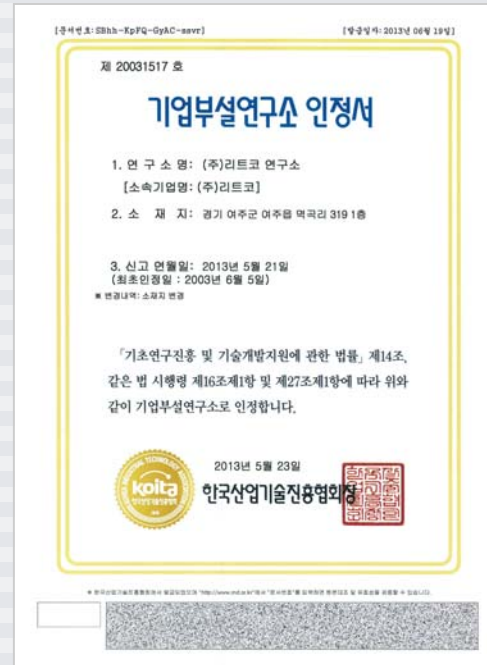 [문서번호: SBhh-KpFQ-GyAC-aavr]
[발급일자: 2013년 06월 19일]
제 20031517 호
기업부설연구소 인정서
1. 연 구 소 명: (주)리트코 연구소
[소속기업명: (주)리트코]
2. 소 재 지: 경기 여주군 여주읍 멱곡리 319 1층
3. 신고 연월일: 2013년 5월 21일
(최초인정일 : 2003년 6월 5일)
※ 변경내역: 소재지 변경
「기초연구진흥 및 기술개발지원에 관한 법률」 제14조,
같은 법 시행령 제16조제1항 및 제27조제1항에 따라 위와
같이 기업부설연구소로 인정합니다.
2013년 5월 23일
koita
한국산업기술진흥협회장